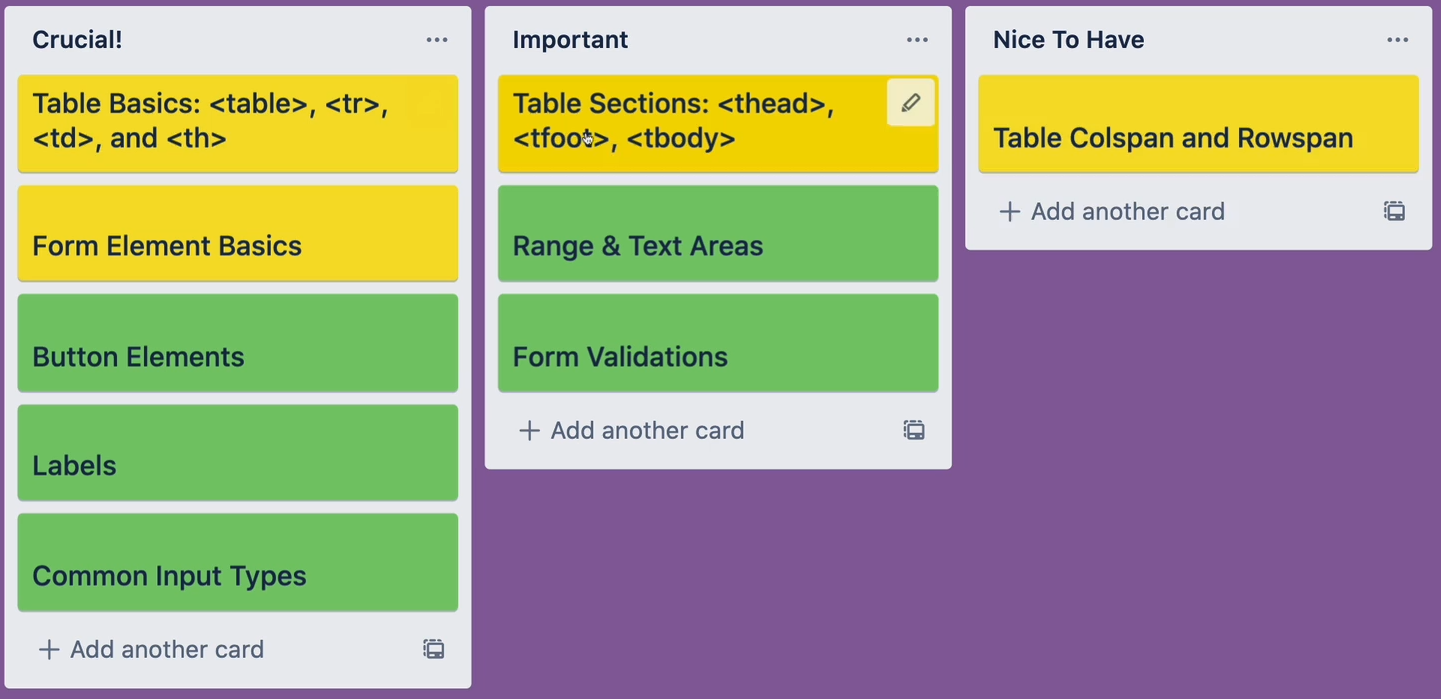 Crucial!
Table Basics: <table>, <tr>,
<td>, and <th>
Form Element Basics
Button Elements
Labels
Common Input Types
+ Add another card
Important
Table Sections: <thead>,
<tfoot>, <tbody>
Range & Text Areas
Form Validations
+ Add another card
Nice To Have
Table Colspan and Rowspan
+ Add another card